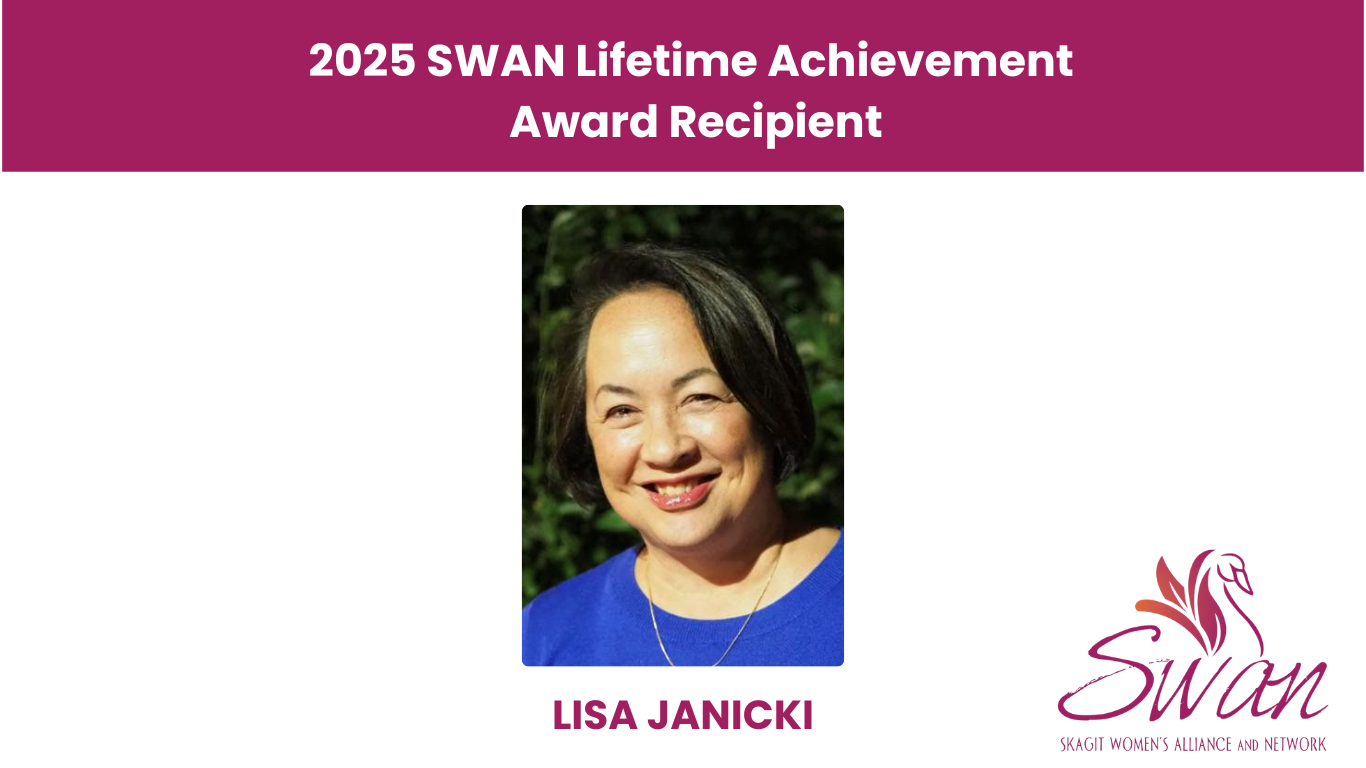 2025 SWAN Lifetime Achievement
Award Recipient
LISA JANICKI
Swan
SKAGIT WOMEN'S ALLIANCE AND NETWORK